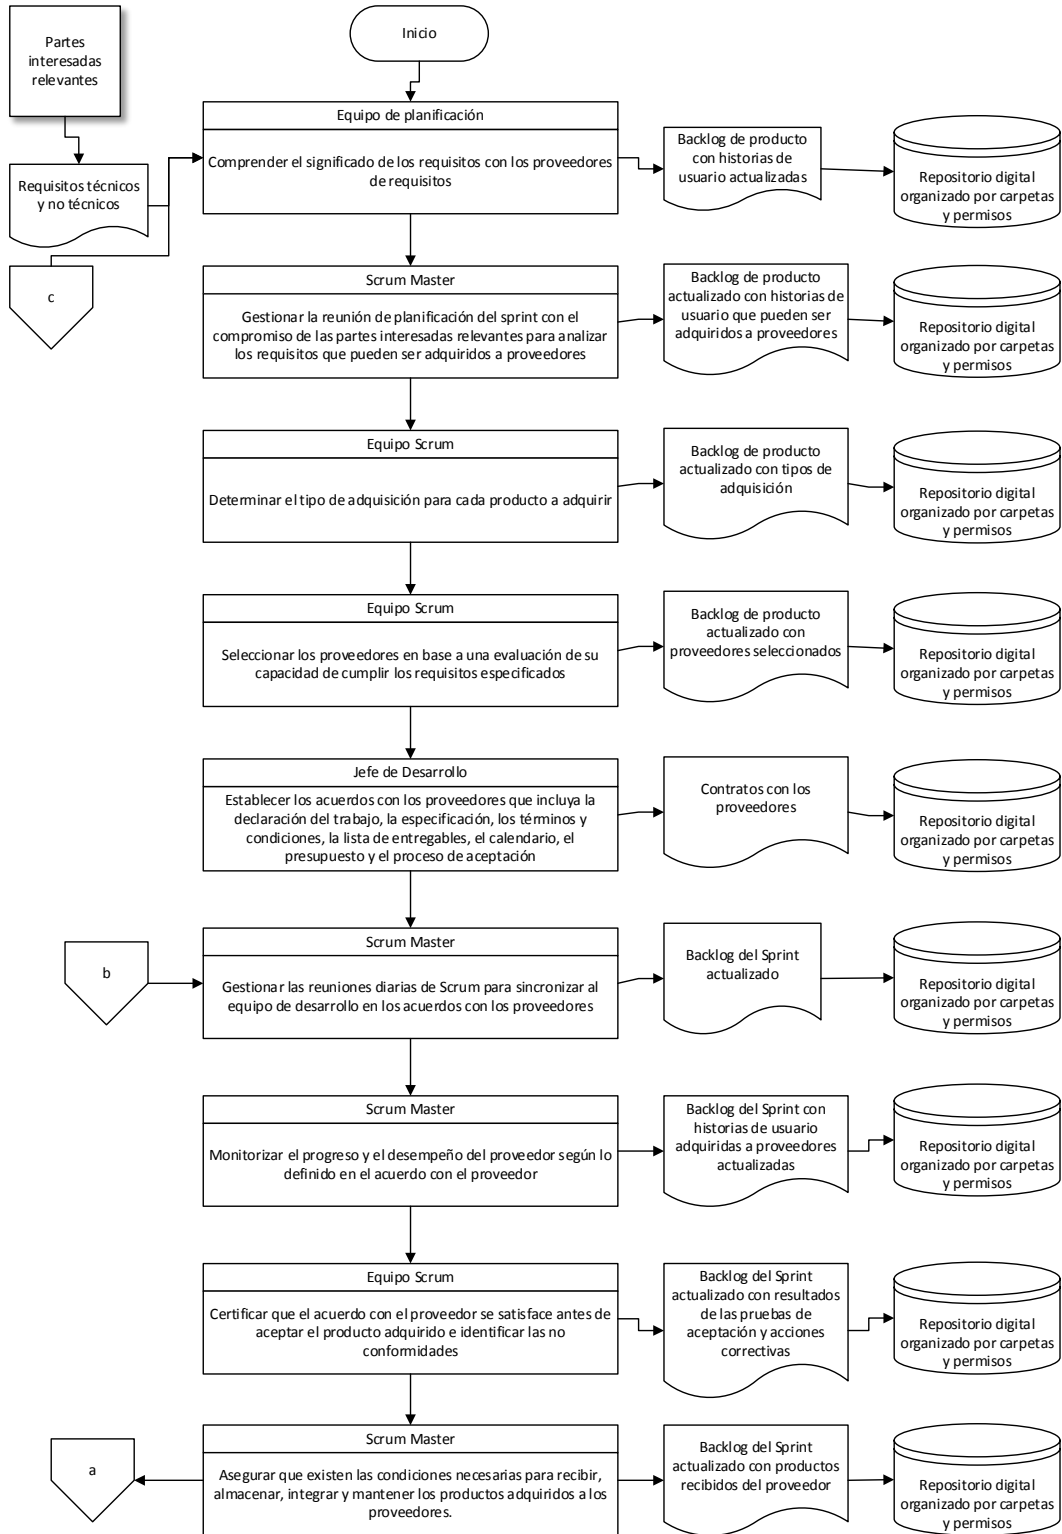 Partes
interesadas
relevantes
Inicio
Requisitos técnicos
y no técnicos
c
Equipo de planificación
Comprender el significado de los requisitos con los proveedores
de requisitos
Backlog de producto
con historias de
usuario actualizadas
Repositorio digital
organizado por carpetas
y permisos
Scrum Master
Gestionar la reunión de planificación del sprint con el
compromiso de las partes interesadas relevantes para analizar
los requisitos que pueden ser adquiridos a proveedores
Backlog de producto
actualizado con historias de
usuario que pueden ser
adquiridos a proveedores
Repositorio digital
organizado por carpetas
y permisos
Equipo Scrum
Determinar el tipo de adquisición para cada producto a adquirir
Backlog de producto
actualizado con tipos de
adquisición
Repositorio digital
organizado por carpetas
y permisos
Equipo Scrum
Seleccionar los proveedores en base a una evaluación de su
capacidad de cumplir los requisitos especificados
Backlog de producto
actualizado con
proveedores seleccionados
Repositorio digital
organizado por carpetas
y permisos
Jefe de Desarrollo
Establecer los acuerdos con los proveedores que incluya la
declaración del trabajo, la especificación, los términos y
condiciones, la lista de entregables, el calendario, el
presupuesto y el proceso de aceptación
Contratos con los
proveedores
Repositorio digital
organizado por carpetas
y permisos
b
Scrum Master
Gestionar las reuniones diarias de Scrum para sincronizar al
equipo de desarrollo en los acuerdos con los proveedores
Backlog del Sprint
actualizado
Repositorio digital
organizado por carpetas
y permisos
Scrum Master
Monitorizar el progreso y el desempeño del proveedor según lo
definido en el acuerdo con el proveedor
Backlog del Sprint con
historias de usuario
adquiridas a proveedores
actualizadas
Repositorio digital
organizado por carpetas
y permisos
Equipo Scrum
Certificar que el acuerdo con el proveedor se satisface antes de
aceptar el producto adquirido e identificar las no
conformidades
Backlog del Sprint
actualizado con resultados
de las pruebas de
aceptación y acciones
correctivas
Repositorio digital
organizado por carpetas
y permisos
a
Scrum Master
Asegurar que existen las condiciones necesarias para recibir,
almacenar, integrar y mantener los productos adquiridos a los
proveedores.
Backlog del Sprint
actualizado con productos
recibidos del proveedor
Repositorio digital
organizado por carpetas
y permisos